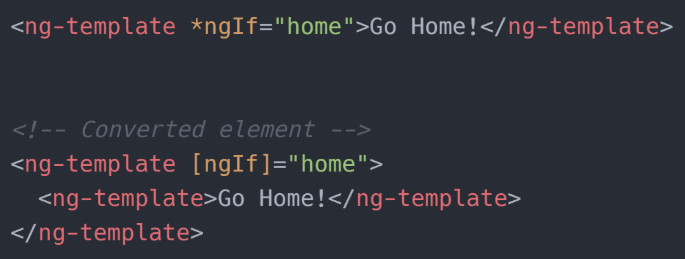 <ng-template *ngIf="home">Go Home!</ng-template>
<!-- Converted element -->
<ng-template [ngIf]="home">
<ng-template>Go Home!</ng-template>
</ng-template>